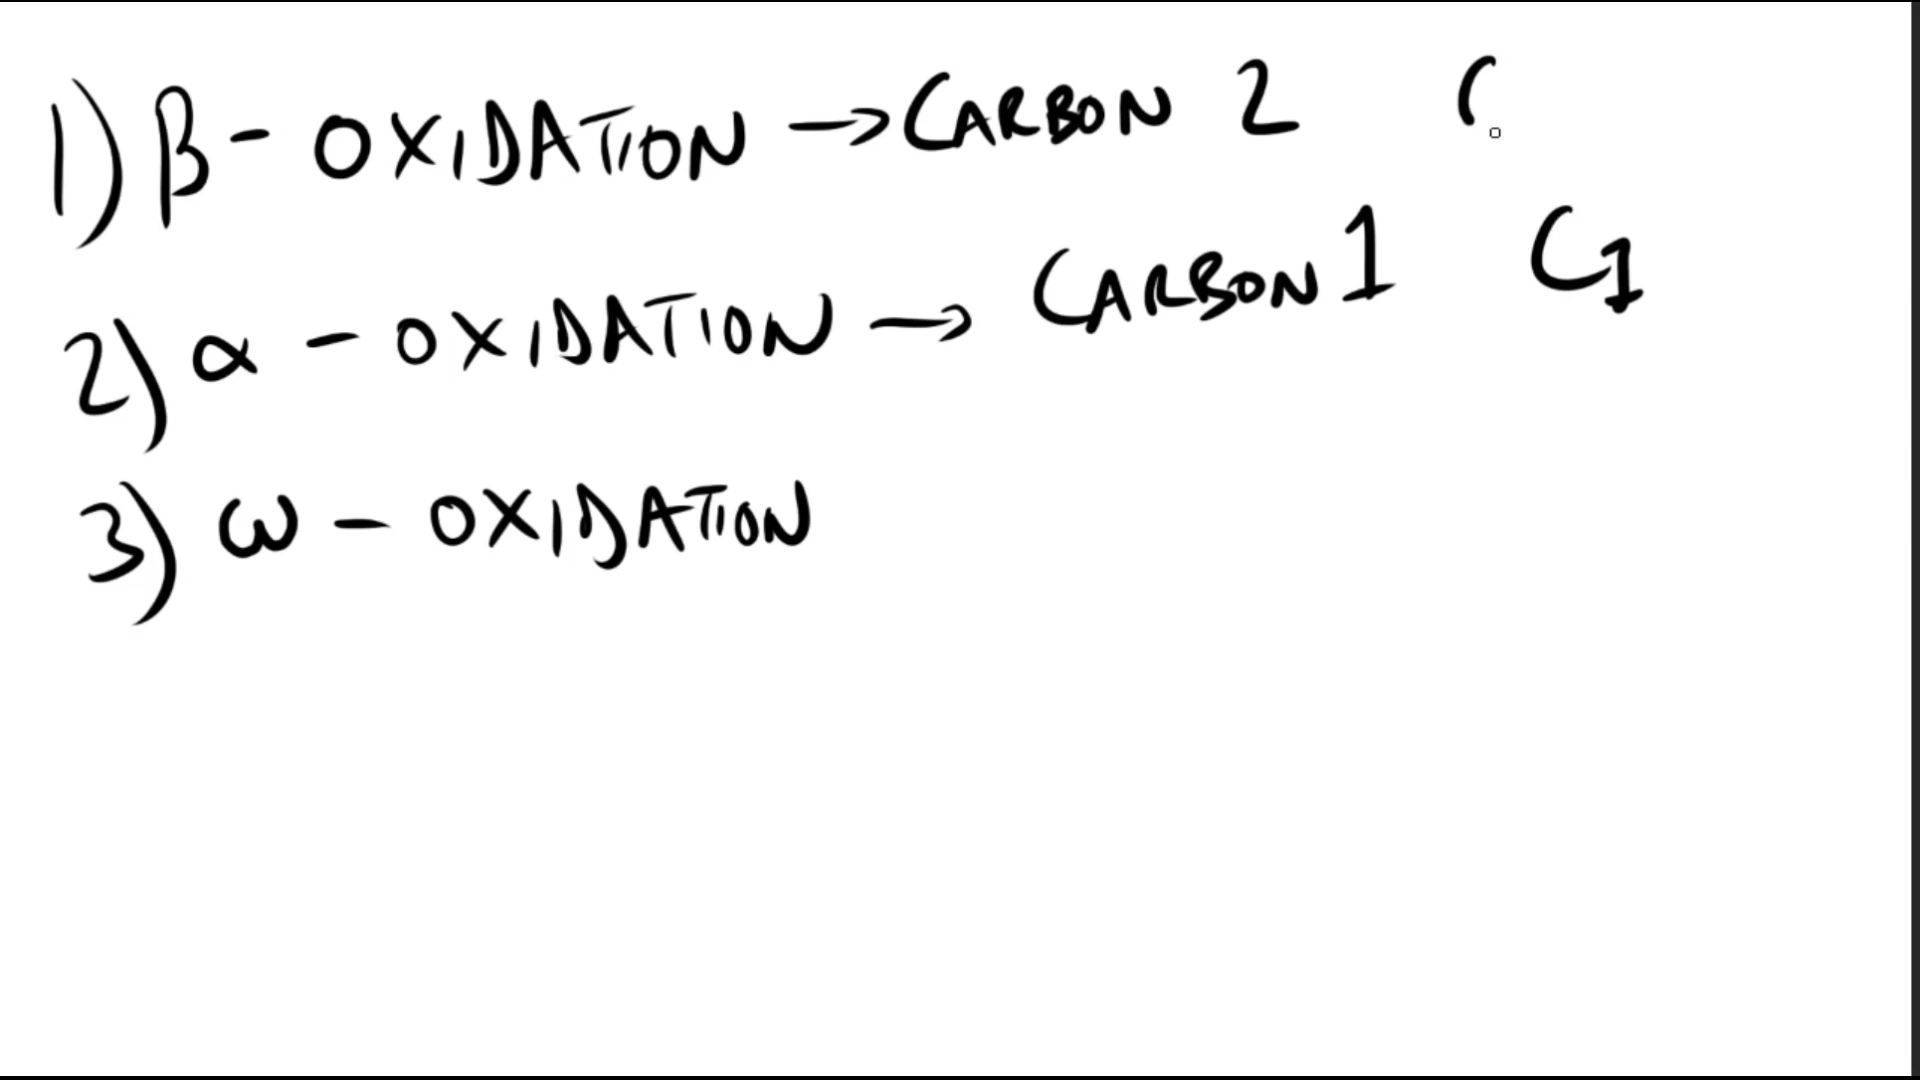 1) β - OXIDATION → CARBON 2 C
2) α - OXIDATION → CARBON 1 C₁
3) ω - OXIDATION